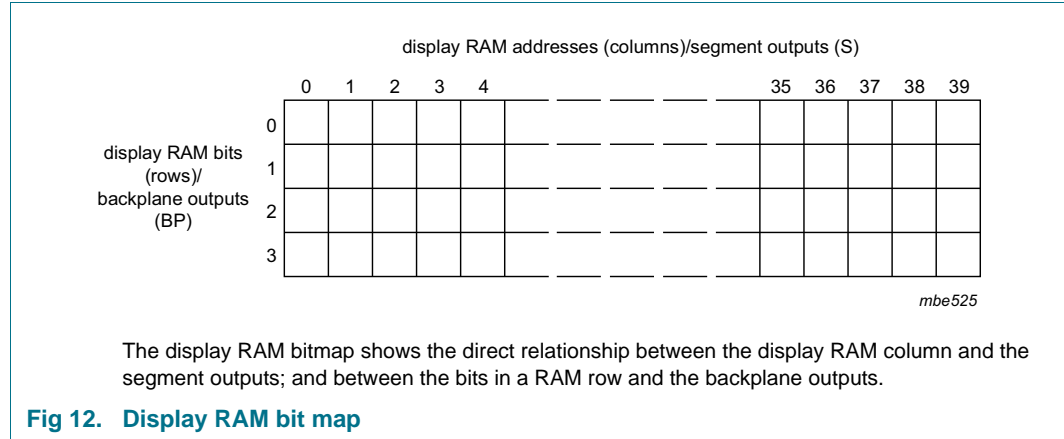 display RAM addresses (columns)/segment outputs (S)
0 1 2 3 4 35 36 37 38 39
0
display RAM bits
(rows)/
backplane outputs
(BP)
1
2
3
mbe525
The display RAM bitmap shows the direct relationship between the display RAM column and the
segment outputs; and between the bits in a RAM row and the backplane outputs.
Fig 12. Display RAM bit map